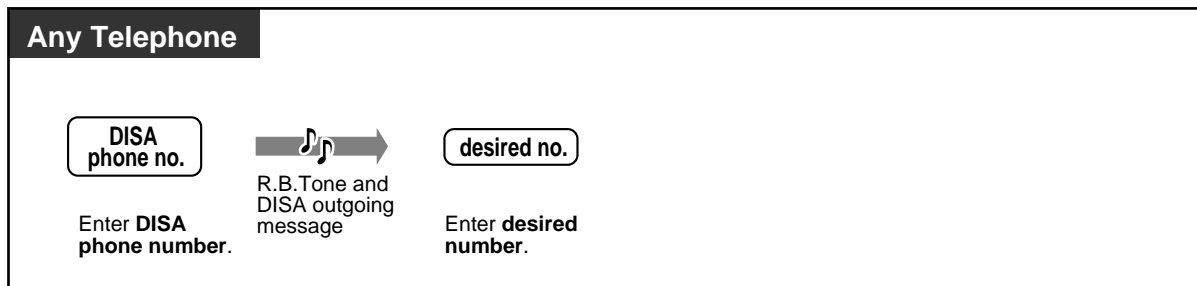 Any Telephone
DISA
phone no.
R.B.Tone and
DISA outgoing
message
desired no.
Enter DISA
phone number.
Enter desired
number.